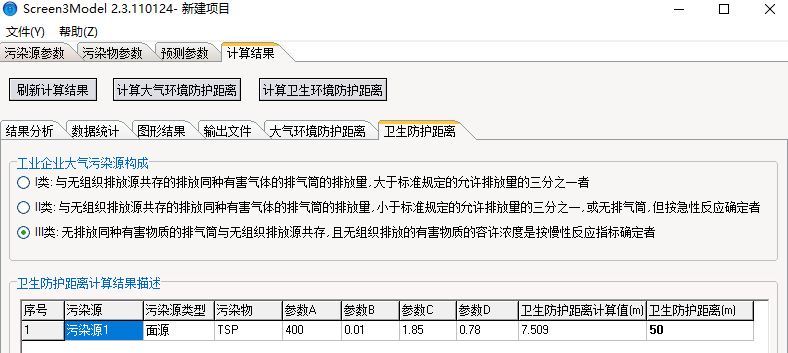 Screen3Model 2.3.110124- 新建项目
文件(Y) 帮助(Z)
污染源参数 污染物参数 预测参数 计算结果
刷新计算结果 计算大气环境防护距离 计算卫生环境防护距离
结果分析 数据统计 图形结果 输出文件 大气环境防护距离 卫生防护距离
工业企业大气污染源构成
I类: 与无组织排放源共存的排放同种有害气体的排气筒的排放量, 大于标准规定的允许排放量的三分之一者
II类: 与无组织排放源共存的排放同种有害气体的排气筒的排放量, 小于标准规定的允许排放量的三分之一, 或无排气筒, 但按急性反应确定者
III类: 无排放同种有害物质的排气筒与无组织排放源共存, 且无组织排放的有害物质的容许浓度是按慢性反应指标确定者
卫生防护距离计算结果描述
序号 污染源 污染源类型 污染物 参数A 参数B 参数C 参数D 卫生防护距离计算值(m) 卫生防护距离(m)
1 污染源1 面源 TSP 400 0.01 1.85 0.78 7.509 50